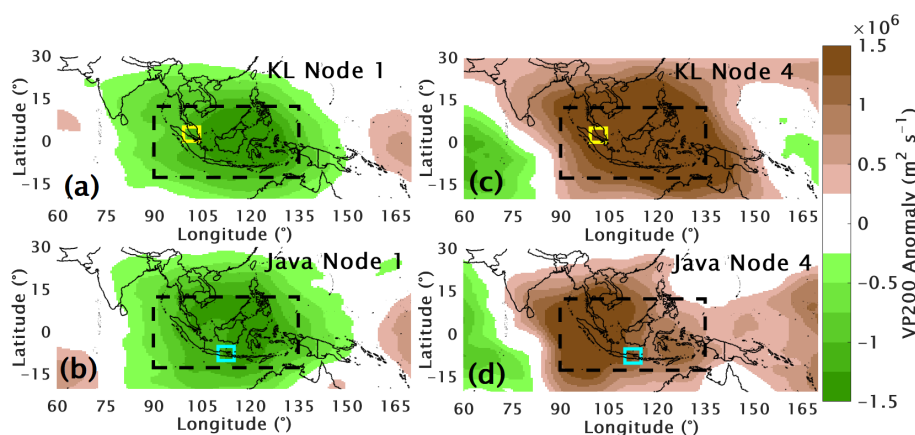 ×10⁶
30
15
0
−15
Latitude (°)
KL Node 1
(a)
60 75 90 105 120 135 150 165
Longitude (°)
30
15
0
−15
Latitude (°)
KL Node 4
(c)
60 75 90 105 120 135 150 165
Longitude (°)
30
15
0
−15
Latitude (°)
Java Node 1
(b)
60 75 90 105 120 135 150 165
Longitude (°)
30
15
0
−15
Latitude (°)
Java Node 4
(d)
60 75 90 105 120 135 150 165
Longitude (°)
1.5
1
0.5
0
−0.5
−1
−1.5
VP200 Anomaly (m² s⁻¹)